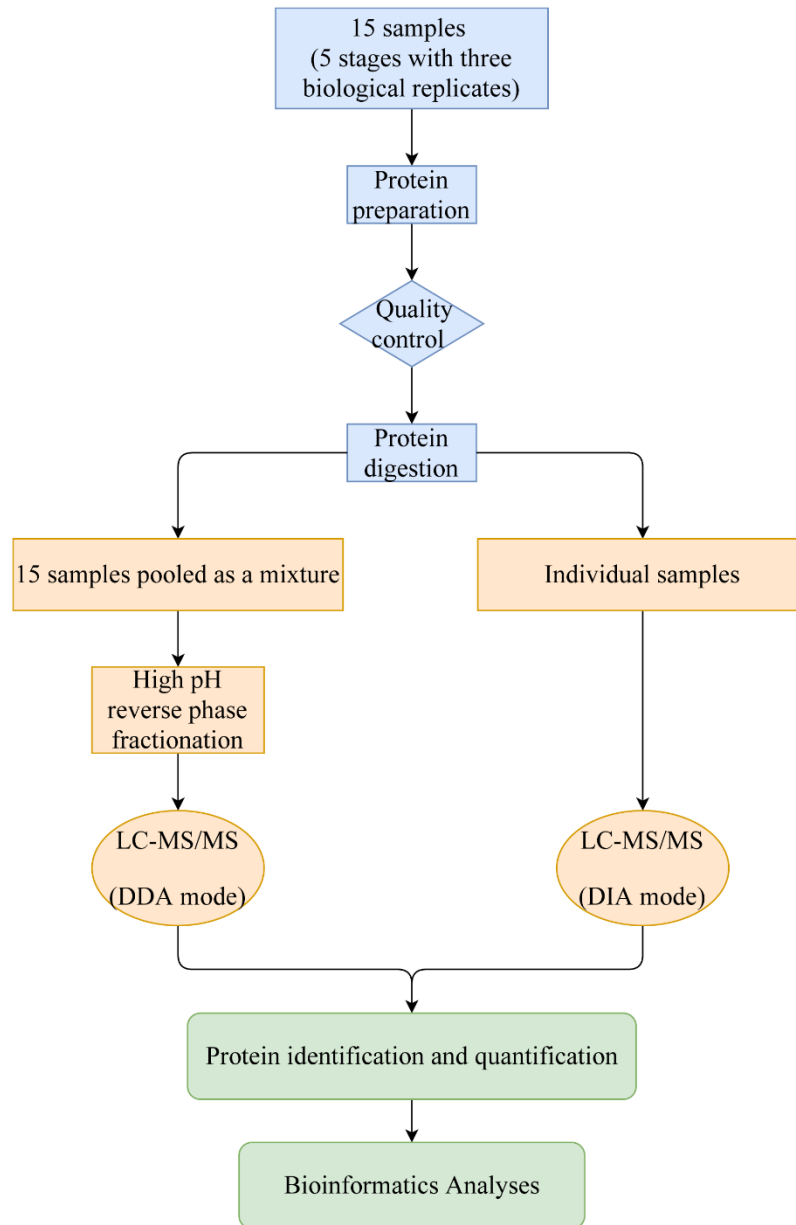 15 samples
(5 stages with three
biological replicates)
Protein
preparation
Quality
control
Protein
digestion
15 samples pooled as a mixture
Individual samples
High pH
reverse phase
fractionation
LC-MS/MS
(DDA mode)
LC-MS/MS
(DIA mode)
Protein identification and quantification
Bioinformatics Analyses